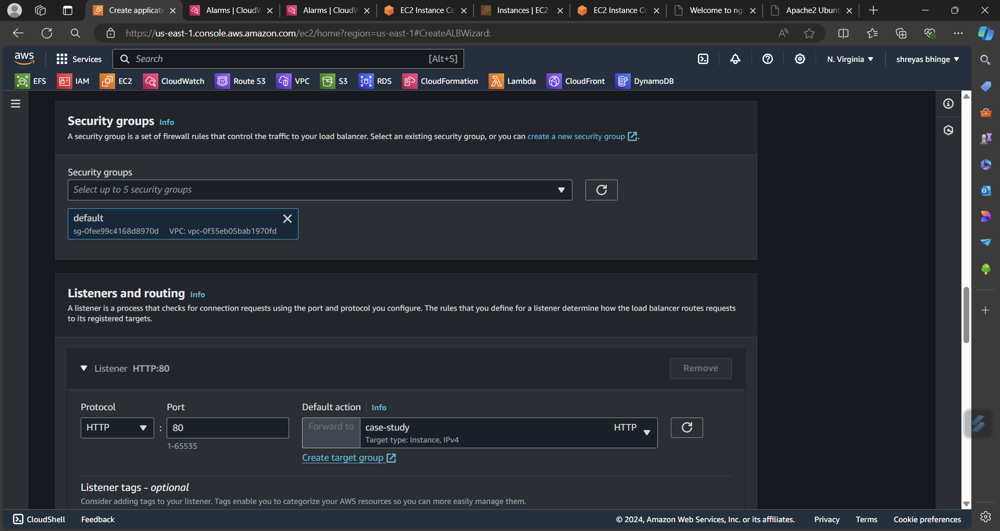 Create applicati
Alarms | CloudW
Alarms | CloudW
EC2 Instance Co
Instances | EC2
EC2 Instance Co
Welcome to ngi
Apache2 Ubunt
https://us-east-1.console.aws.amazon.com/ec2/home?region=us-east-1#CreateALBWizard:
aws
Services
Search
[Alt+S]
N. Virginia
shreyas bhinge
EFS
IAM
EC2
CloudWatch
Route 53
VPC
S3
RDS
CloudFormation
Lambda
CloudFront
DynamoDB
Security groups Info
A security group is a set of firewall rules that control the traffic to your load balancer. Select an existing security group, or you can create a new security group.
Security groups
Select up to 5 security groups
default
sg-0fee99c4168d8970d VPC: vpc-0f35eb05bab1970fd
Listeners and routing Info
A listener is a process that checks for connection requests using the port and protocol you configure. The rules that you define for a listener determine how the load balancer routes requests
to its registered targets.
Listener HTTP:80
Remove
Protocol
Port
Default action Info
HTTP
:
80
1-65535
Forward to
case-study
HTTP
Target type: Instance, IPv4
Create target group
Listener tags - optional
Consider adding tags to your listener. Tags enable you to categorize your AWS resources so you can more easily manage them.
CloudShell
Feedback
© 2024, Amazon Web Services, Inc. or its affiliates.
Privacy
Terms
Cookie preferences